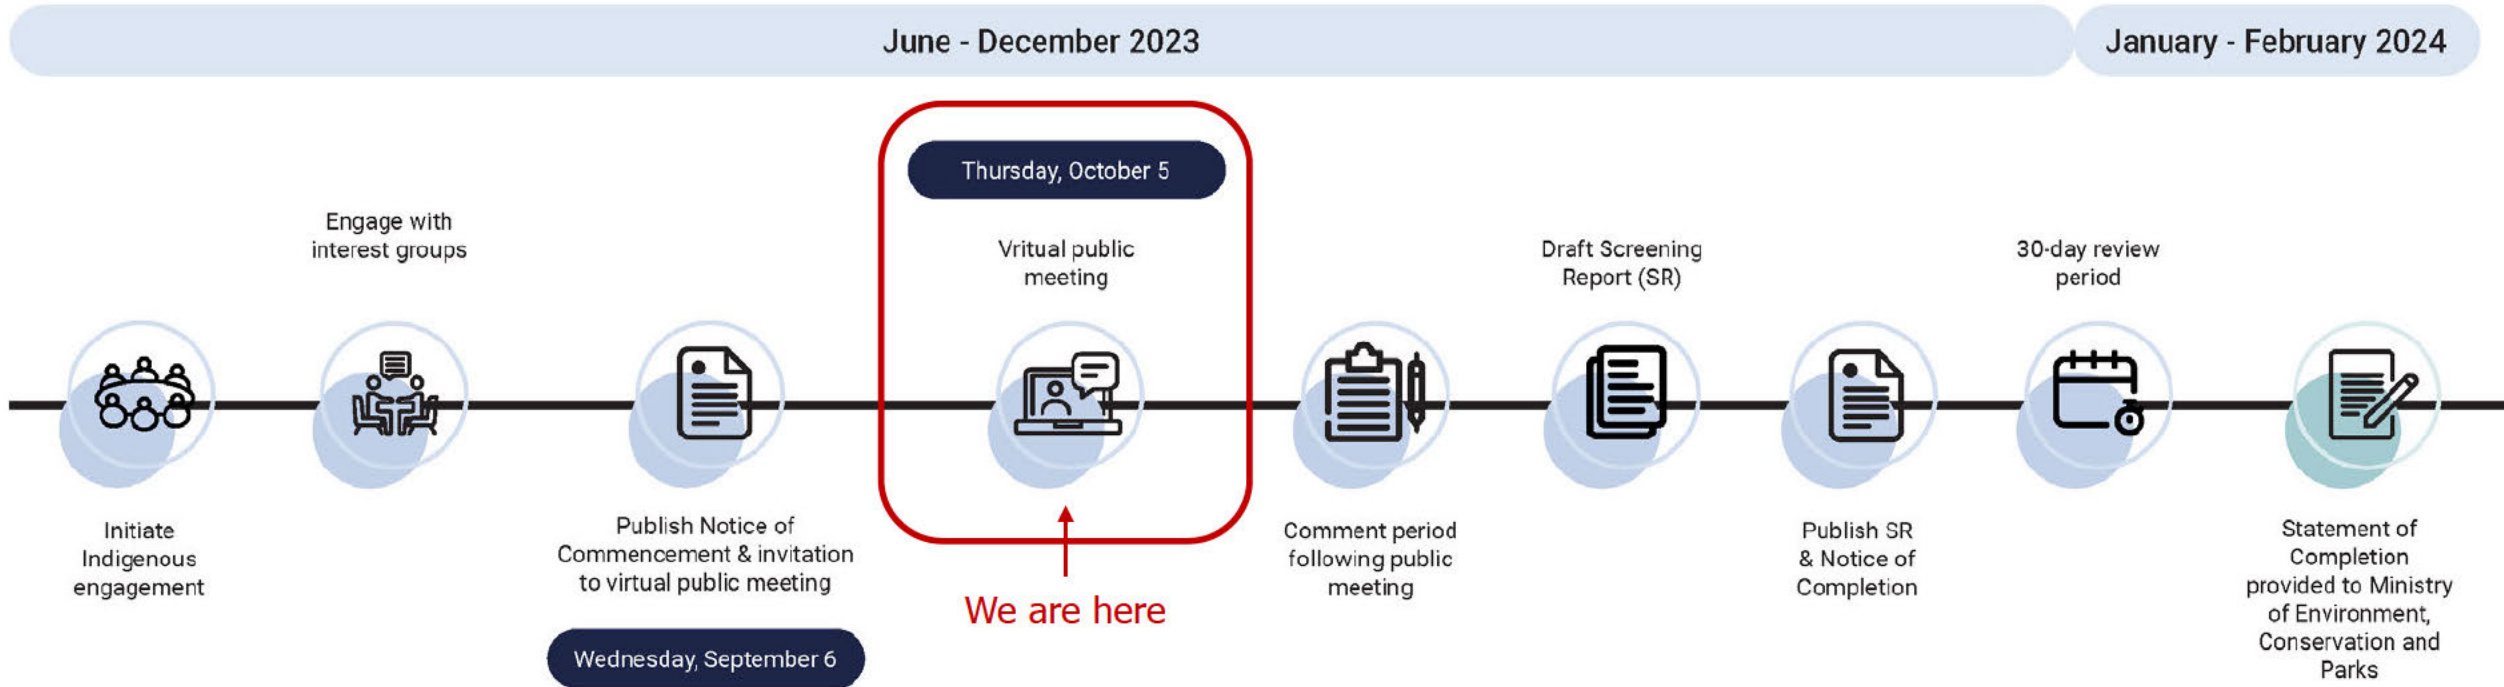 June - December 2023
January - February 2024
Initiate
Indigenous
engagement
Engage with
interest groups
Publish Notice of
Commencement & invitation
to virtual public meeting
Wednesday, September 6
Thursday, October 5
Vritual public
meeting
We are here
Comment period
following public
meeting
Draft Screening
Report (SR)
Publish SR
& Notice of
Completion
30-day review
period
Statement of
Completion
provided to Ministry
of Environment,
Conservation and
Parks